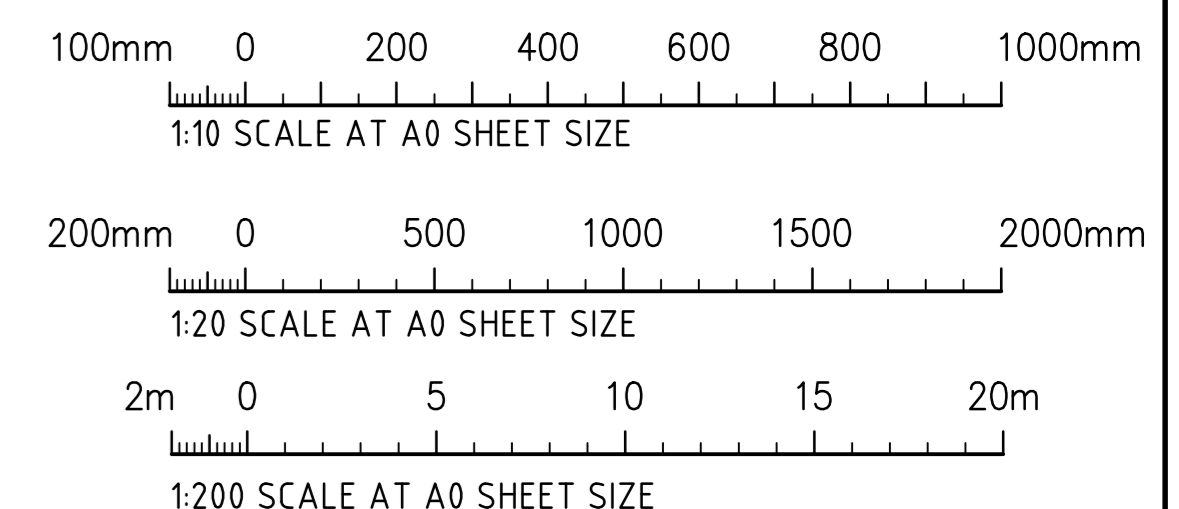 100mm 0 200 400 600 800 1000mm
1:10 SCALE AT A0 SHEET SIZE
200mm 0 500 1000 1500 2000mm
1:20 SCALE AT A0 SHEET SIZE
2m 0 5 10 15 20m
1:200 SCALE AT A0 SHEET SIZE